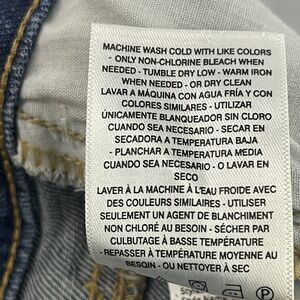 MACHINE WASH COLD WITH LIKE COLORS
- ONLY NON-CHLORINE BLEACH WHEN
NEEDED - TUMBLE DRY LOW - WARM IRON
WHEN NEEDED - OR DRY CLEAN
LAVAR A MÁQUINA CON AGUA FRÍA Y CON
COLORES SIMILARES - UTILIZAR
ÚNICAMENTE BLANQUEADOR SIN CLORO
CUANDO SEA NECESARIO - SECAR EN
SECADORA A TEMPERATURA BAJA
- PLANCHAR A TEMPERATURA MEDIA
CUANDO SEA NECESARIO - O LAVAR EN
SECO
LAVER À LA MACHINE À L'EAU FROIDE AVEC
DES COULEURS SIMILAIRES - UTILISER
SEULEMENT UN AGENT DE BLANCHIMENT
NON CHLORÉ AU BESOIN - SÉCHER PAR
CULBUTAGE À BASSE TEMPÉRATURE
- REPASSER À TEMPÉRATURE MOYENNE AU
BESOIN - OU NETTOYER À SEC